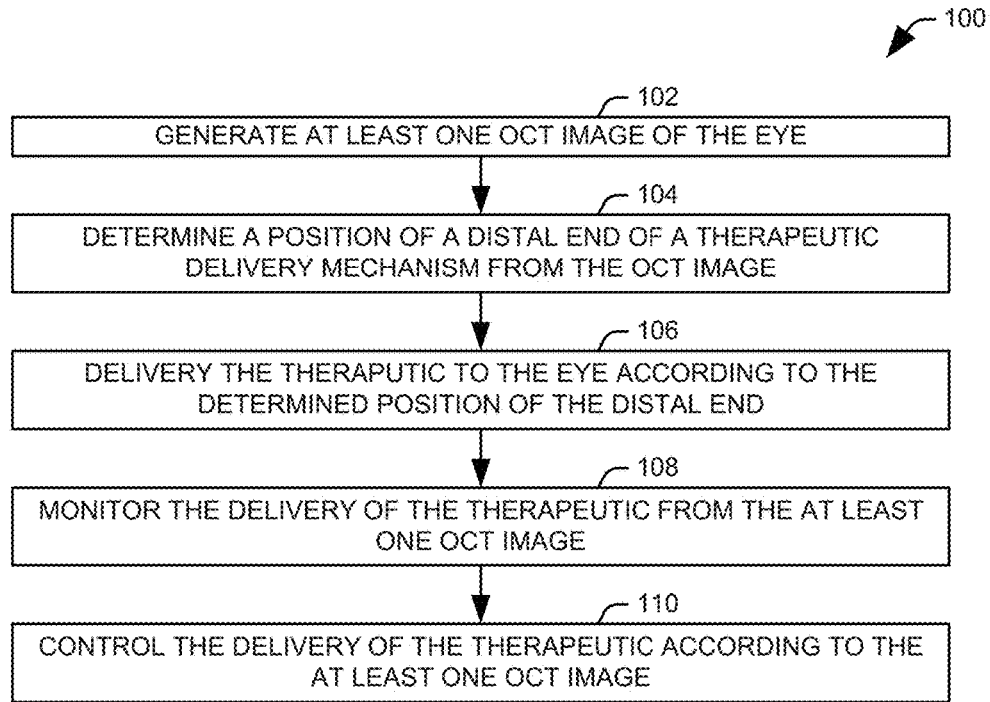 100
102
GENERATE AT LEAST ONE OCT IMAGE OF THE EYE
104
DETERMINE A POSITION OF A DISTAL END OF A THERAPEUTIC
DELIVERY MECHANISM FROM THE OCT IMAGE
106
DELIVERY THE THERAPUTIC TO THE EYE ACCORDING TO THE
DETERMINED POSITION OF THE DISTAL END
108
MONITOR THE DELIVERY OF THE THERAPEUTIC FROM THE AT LEAST
ONE OCT IMAGE
110
CONTROL THE DELIVERY OF THE THERAPEUTIC ACCORDING TO THE
AT LEAST ONE OCT IMAGE